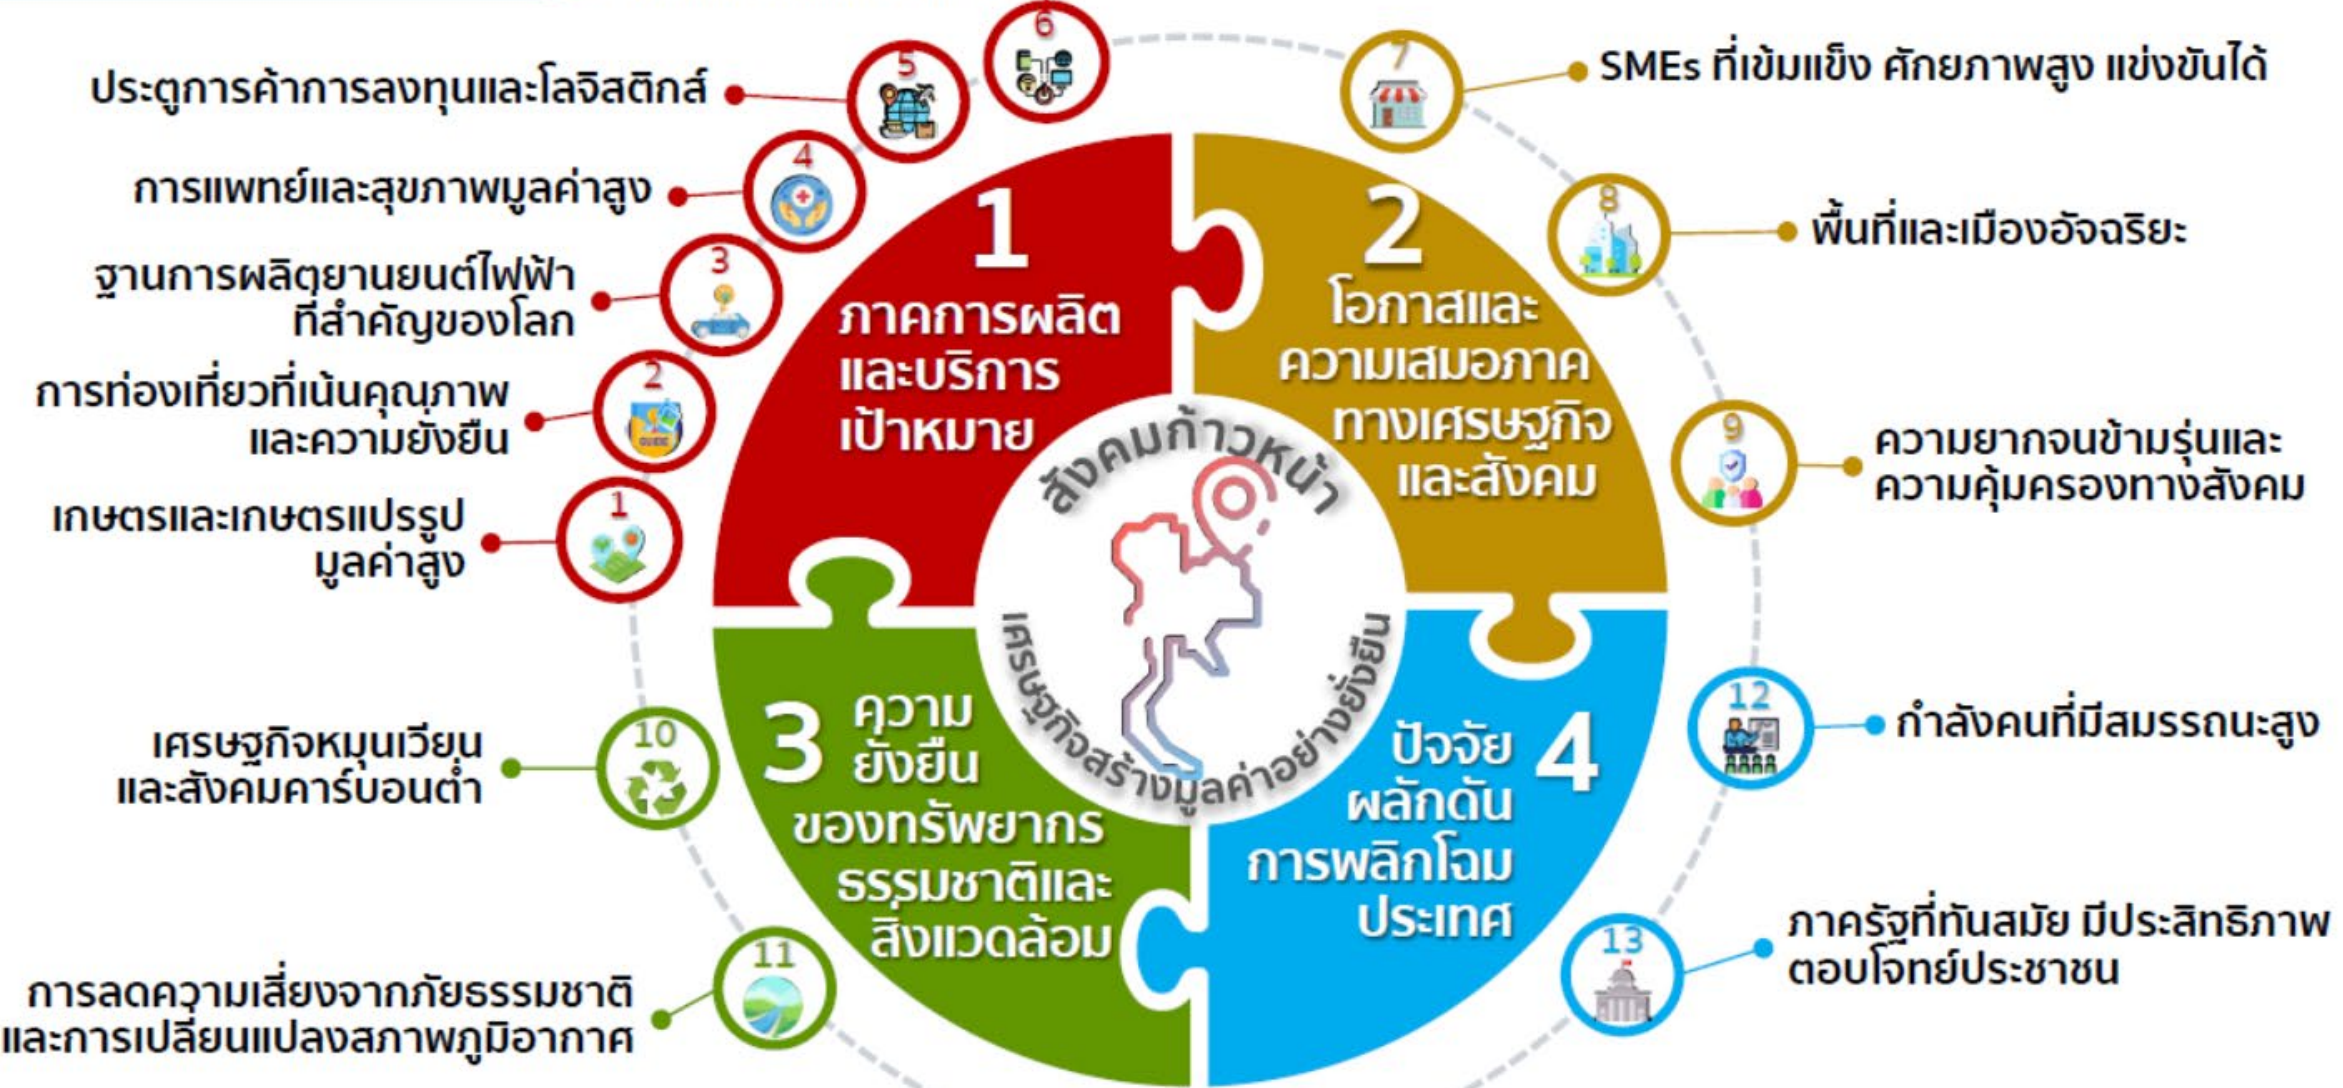 6
5
ประตูการค้าการลงทุนและโลจิสติกส์
4
การแพทย์และสุขภาพมูลค่าสูง
3
ฐานการผลิตยานยนต์ไฟฟ้า
ที่สำคัญของโลก
2
GUIDE
การท่องเที่ยวที่เน้นคุณภาพ
และความยั่งยืน
1
เกษตรและเกษตรแปรรูป
มูลค่าสูง
1
ภาคการผลิต
และบริการ
เป้าหมาย
7
SMEs ที่เข้มแข็ง ศักยภาพสูง แข่งขันได้
8
พื้นที่และเมืองอัจฉริยะ
9
ความยากจนข้ามรุ่นและ
ความคุ้มครองทางสังคม
2
โอกาสและ
ความเสมอภาค
ทางเศรษฐกิจ
และสังคม
สังคมก้าวหน้า
เศรษฐกิจสร้างมูลค่าอย่างยั่งยืน
10
เศรษฐกิจหมุนเวียน
และสังคมคาร์บอนต่ำ
11
การลดความเสี่ยงจากภัยธรรมชาติ
และการเปลี่ยนแปลงสภาพภูมิอากาศ
3
ความ
ยั่งยืน
ของทรัพยากร
ธรรมชาติและ
สิ่งแวดล้อม
4
ปัจจัย
ผลักดัน
การพลิกโฉม
ประเทศ
12
กำลังคนที่มีสมรรถนะสูง
13
ภาครัฐที่ทันสมัย มีประสิทธิภาพ
ตอบโจทย์ประชาชน